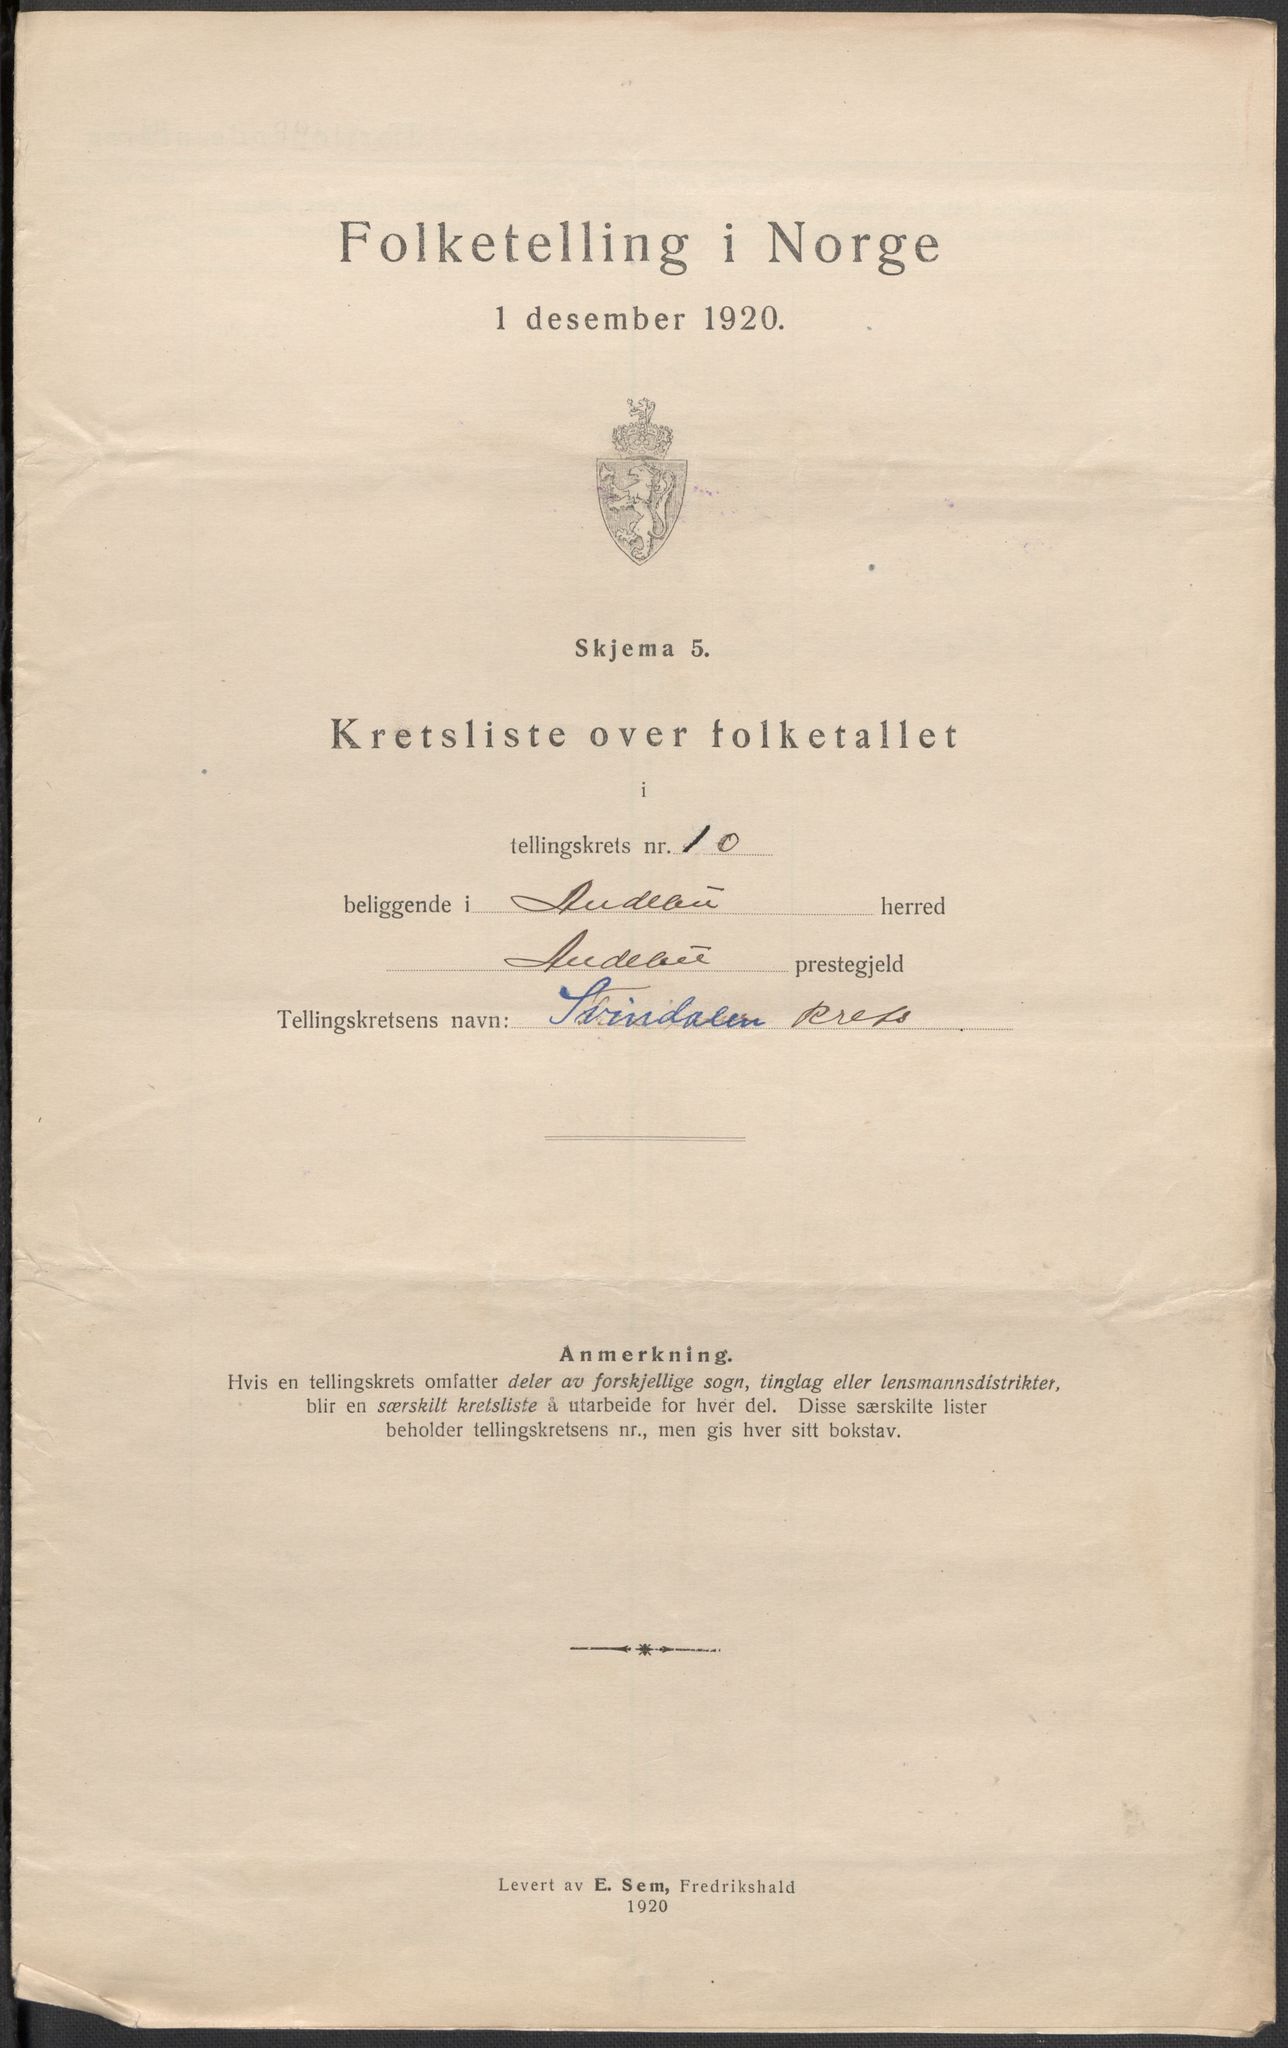 Folketelling i Norge
1 desember 1920.
Skjema 5.
Kretsliste over folketallet
i
tellingskrets nr. 10
beliggende i Andebu herred
Andebu prestegjeld
Tellingskretsens navn: Svindalen krets
Anmerkning.
Hvis en tellingskrets omfatter deler av forskjellige sogn, tinglag eller lensmannsdistrikter,
blir en særskilt kretsliste å utarbeide for hver del. Disse særskilte lister
beholder tellingskretsens nr., men gis hver sitt bokstav.
Levert av E. Sem, Fredrikshald
1920